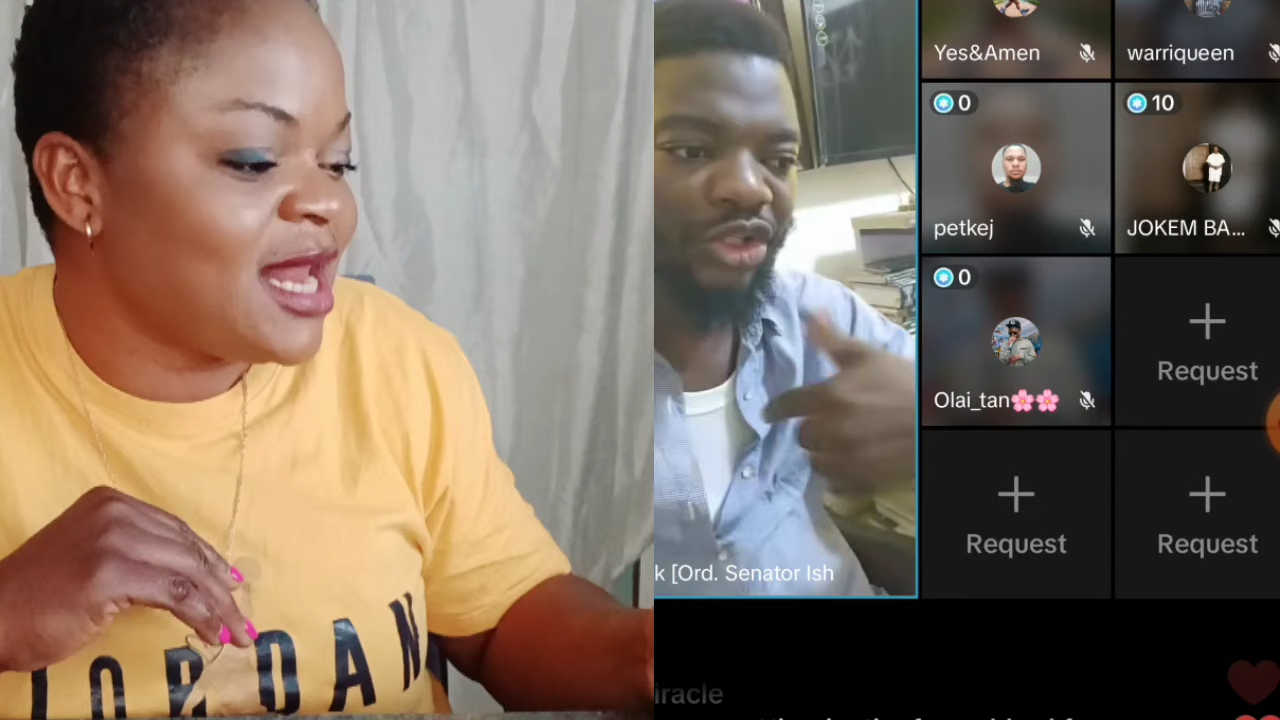 JORDAN
Yes&Amen
warriqueen
0
10
petkej
JOKEM BA...
0
Olai_tan🌸🌸
Request
Request
Request
k [Ord. Senator Ish
iracle